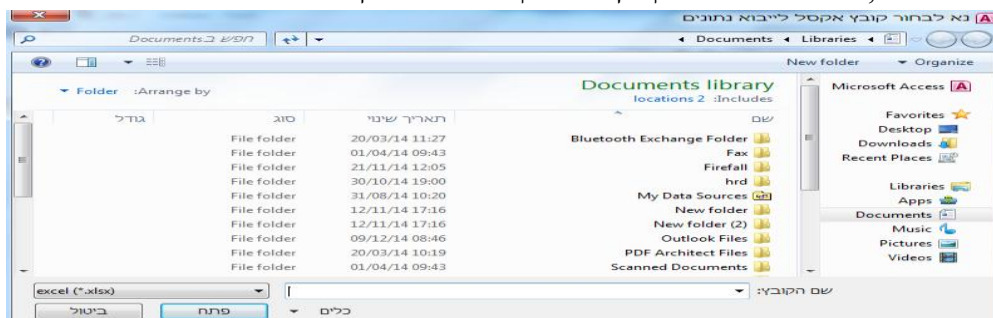 נא לבחור קובץ אקסל לייבוא נתונים
Libraries Documents
חפש ב Documents
Organize New folder
Documents library
Includes: 2 locations
Arrange by: Folder
שם תאריך שינוי סוג גודל
Bluetooth Exchange Folder 20/03/14 11:27 File folder
Fax 01/04/14 09:43 File folder
Firefall 21/11/14 12:05 File folder
hrd 30/10/14 19:00 File folder
My Data Sources 31/08/14 10:20 File folder
New folder 12/11/14 17:16 File folder
New folder (2) 12/11/14 17:16 File folder
Outlook Files 09/12/14 08:46 File folder
PDF Architect Files 20/03/14 10:19 File folder
Scanned Documents 01/04/14 09:43 File folder
Microsoft Access
Favorites
Desktop
Downloads
Recent Places
Libraries
Apps
Documents
Music
Pictures
Videos
שם הקובץ:
excel (*.xlsx)
כלים פתח ביטול